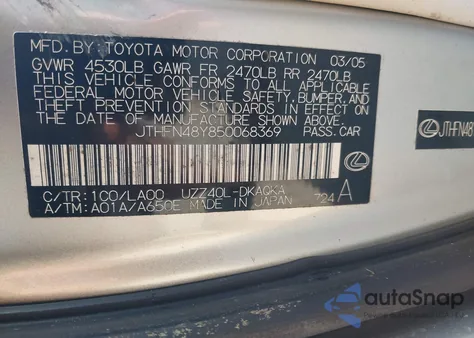 MFD. BY: TOYOTA MOTOR CORPORATION 03/05
GVWR 4530LB GAWR FR 2470LB RR 2470LB
THIS VEHICLE CONFORMS TO ALL APPLICABLE
FEDERAL MOTOR VEHICLE SAFETY, BUMPER, AND
THEFT PREVENTION STANDARDS IN EFFECT ON
THE DATE OF MANUFACTURE SHOWN ABOVE.
JTHFN48Y850068369 PASS. CAR
C/TR: 1C0/LA00 UZZ40L-DKAQKA
A/TM: A01A/A650E MADE IN JAPAN 724 A
JTHFN48
autoSnap